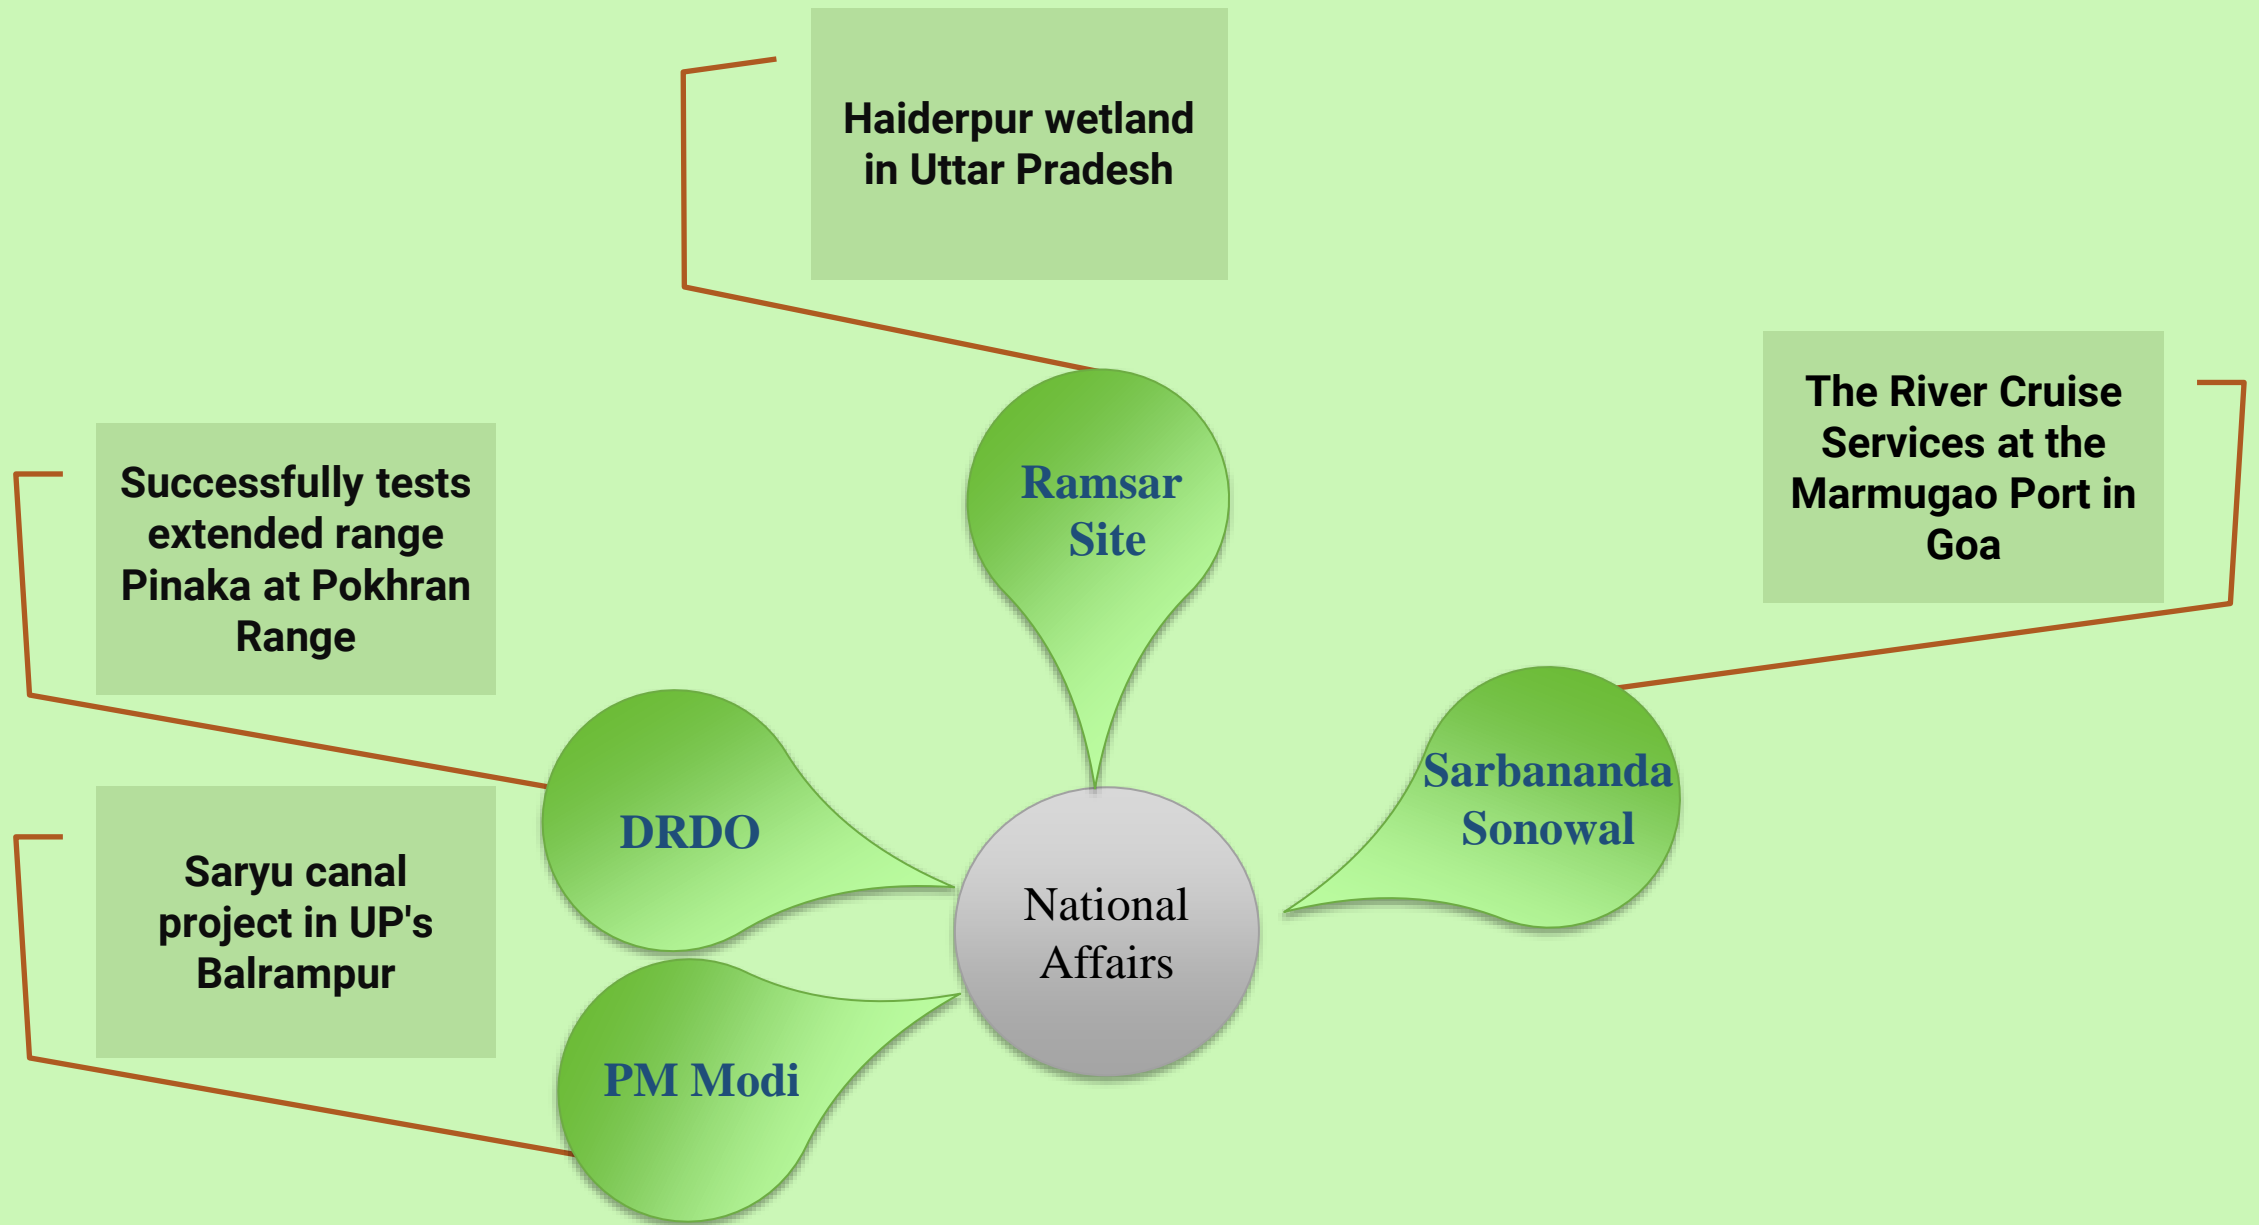 Haiderpur wetland
in Uttar Pradesh
The River Cruise
Services at the
Marmugao Port in
Goa
Successfully tests
extended range
Pinaka at Pokhran
Range
Ramsar
Site
Sarbananda
Sonowal
DRDO
National
Affairs
Saryu canal
project in UP's
Balrampur
PM Modi